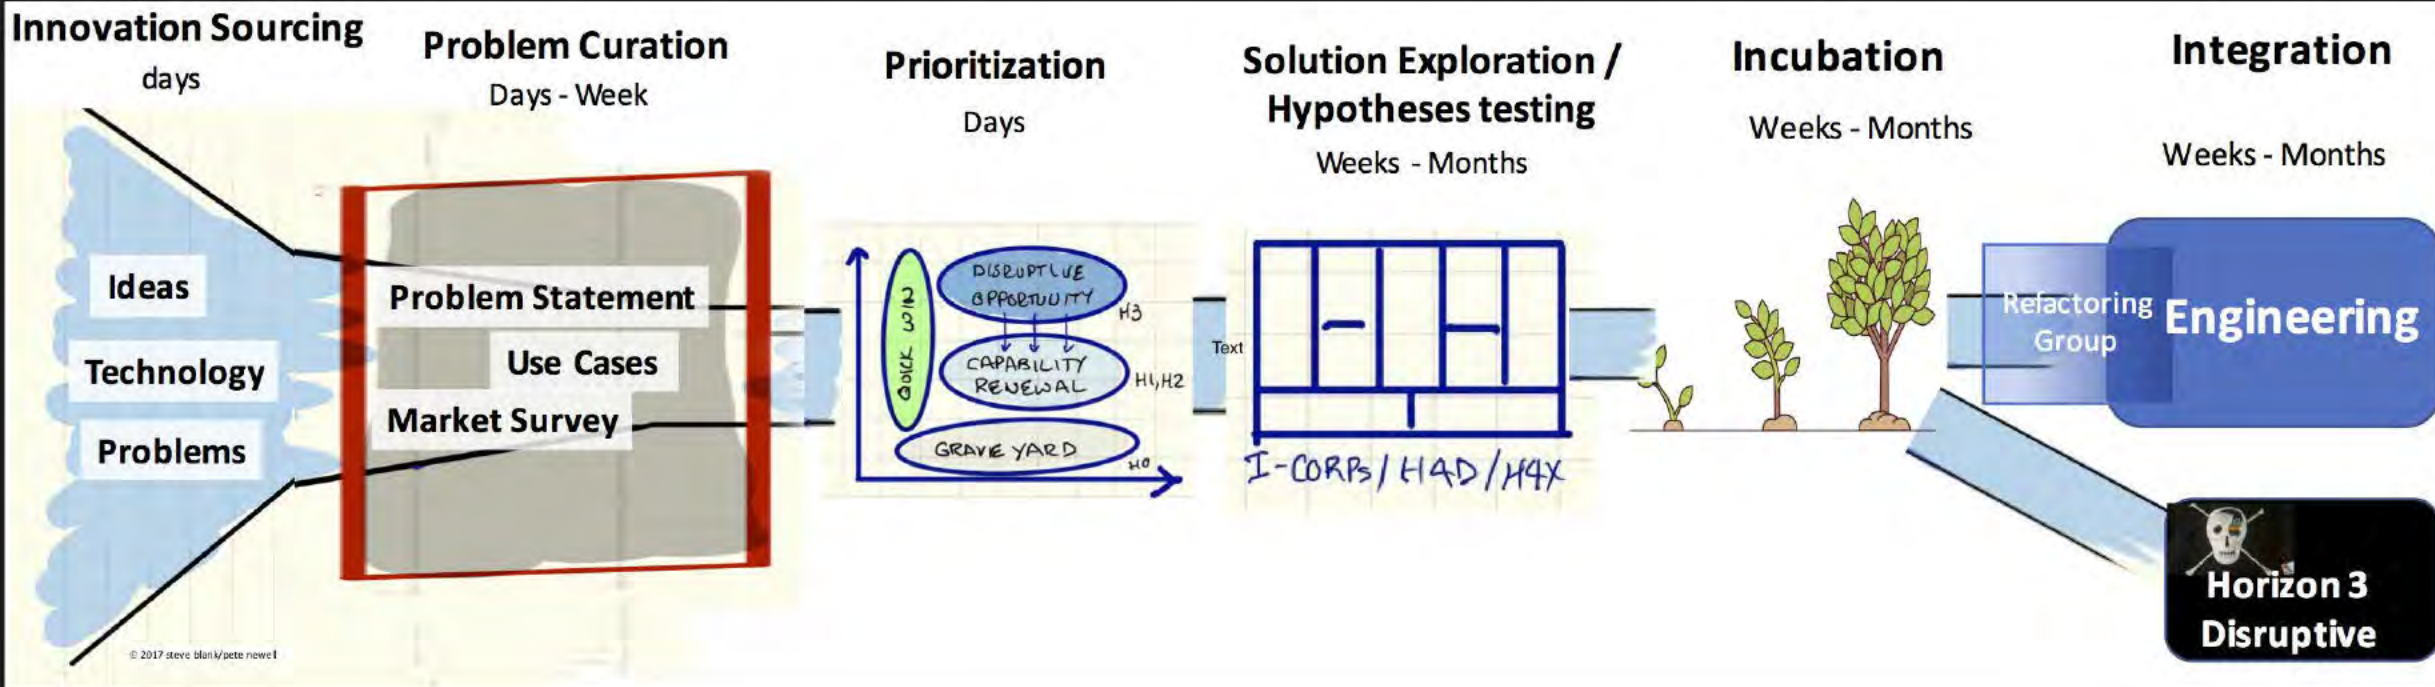 Innovation Sourcing
days
Ideas
Technology
Problems
© 2017 steve blank/pete newell
Problem Curation
Days - Week
Problem Statement
Use Cases
Market Survey
Prioritization
Days
QUICK WIN
DISRUPTIVE
OPPORTUUITY
H3
CAPABILITY
RENEWAL
H1,H2
GRAVE YARD
H0
Solution Exploration /
Hypotheses testing
Weeks - Months
Text
I-CORPs/H4D/H4X
Incubation
Weeks - Months
Integration
Weeks - Months
Refactoring
Group
Engineering
Horizon 3
Disruptive